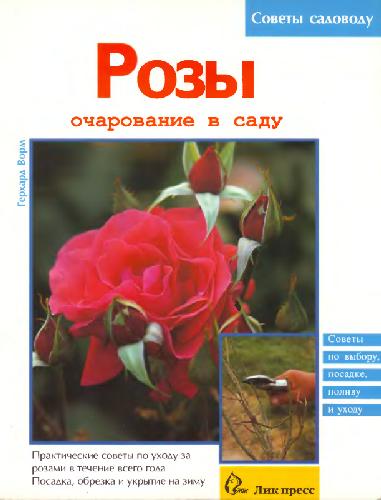 Советы садоводу
Розы
очарование в саду
Герхард Ворм
Советы
по выбору,
посадке,
поливу
и уходу
Практические советы по уходу за
розами в течение всего года
Посадка, обрезка и укрытие на зиму
Лик пресс